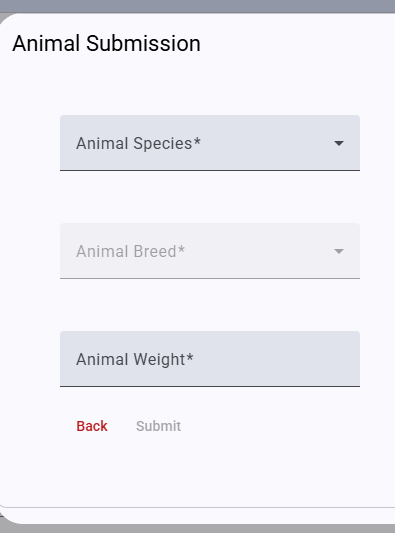 Animal Submission
Animal Species*
Animal Breed*
Animal Weight*
Back Submit